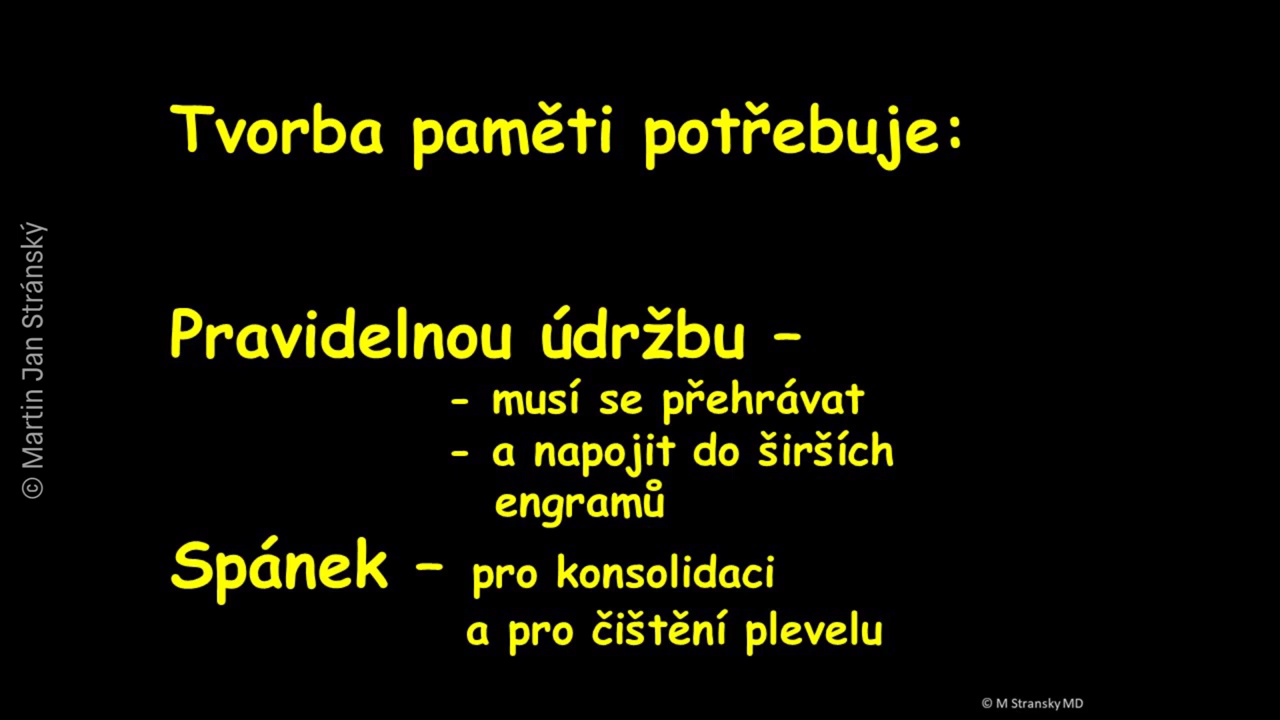 Tvorba paměti potřebuje:
Pravidelnou údržbu –
- musí se přehrávat
- a napojit do širších
engramů
Spánek – pro konsolidaci
a pro čištění plevelu
© Martin Jan Stránský
© M Stransky MD